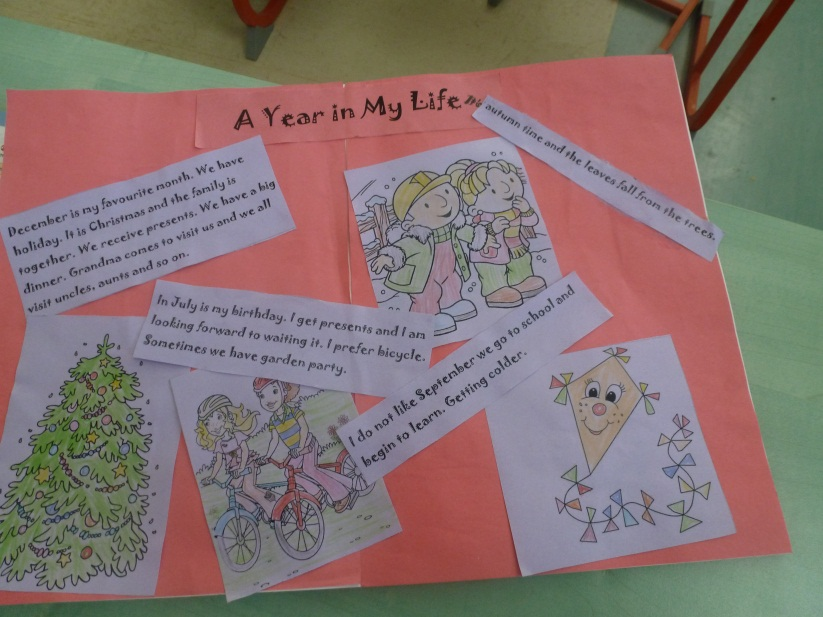 A Year in My Life
It's autumn time and the leaves fall from the trees.
December is my favourite month. We have
holiday. It is Christmas and the family is
together. We receive presents. We have a big
dinner. Grandma comes to visit us and we all
visit uncles, aunts and so on.
In July is my birthday. I get presents and I am
looking forward to waiting it. I prefer bicycle.
Sometimes we have garden party.
I do not like September we go to school and
begin to learn. Getting colder.